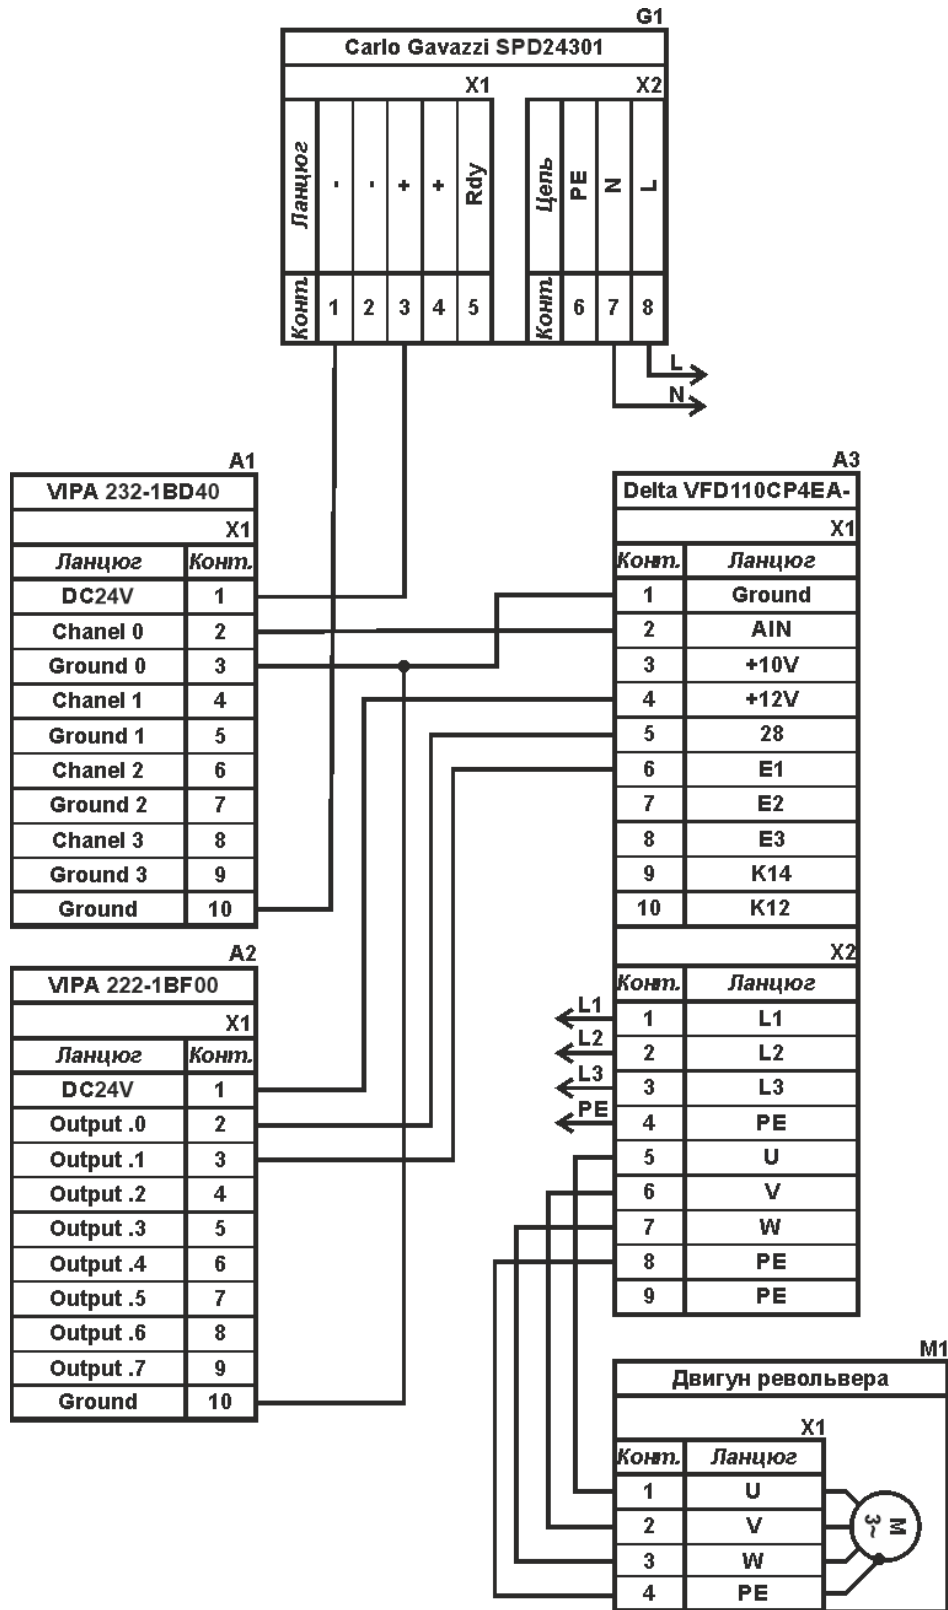 G1
Carlo Gavazzi SPD24301
X1 X2
Ланцюг - - + + Rdy Цепь PE N L
Конт. 1 2 3 4 5 Конт. 6 7 8
L
N
A1
VIPA 232-1BD40
X1
Ланцюг Конт.
DC24V 1
Chanel 0 2
Ground 0 3
Chanel 1 4
Ground 1 5
Chanel 2 6
Ground 2 7
Chanel 3 8
Ground 3 9
Ground 10
A3
Delta VFD110CP4EA-
X1
Конт. Ланцюг
1 Ground
2 AIN
3 +10V
4 +12V
5 28
6 E1
7 E2
8 E3
9 K14
10 K12
X2
Конт. Ланцюг
L1 1 L1
L2 2 L2
L3 3 L3
PE 4 PE
5 U
6 V
7 W
8 PE
9 PE
A2
VIPA 222-1BF00
X1
Ланцюг Конт.
DC24V 1
Output .0 2
Output .1 3
Output .2 4
Output .3 5
Output .4 6
Output .5 7
Output .6 8
Output .7 9
Ground 10
M1
Двигун револьвера
X1
Конт. Ланцюг
1 U
2 V
3 W
4 PE
M
3~